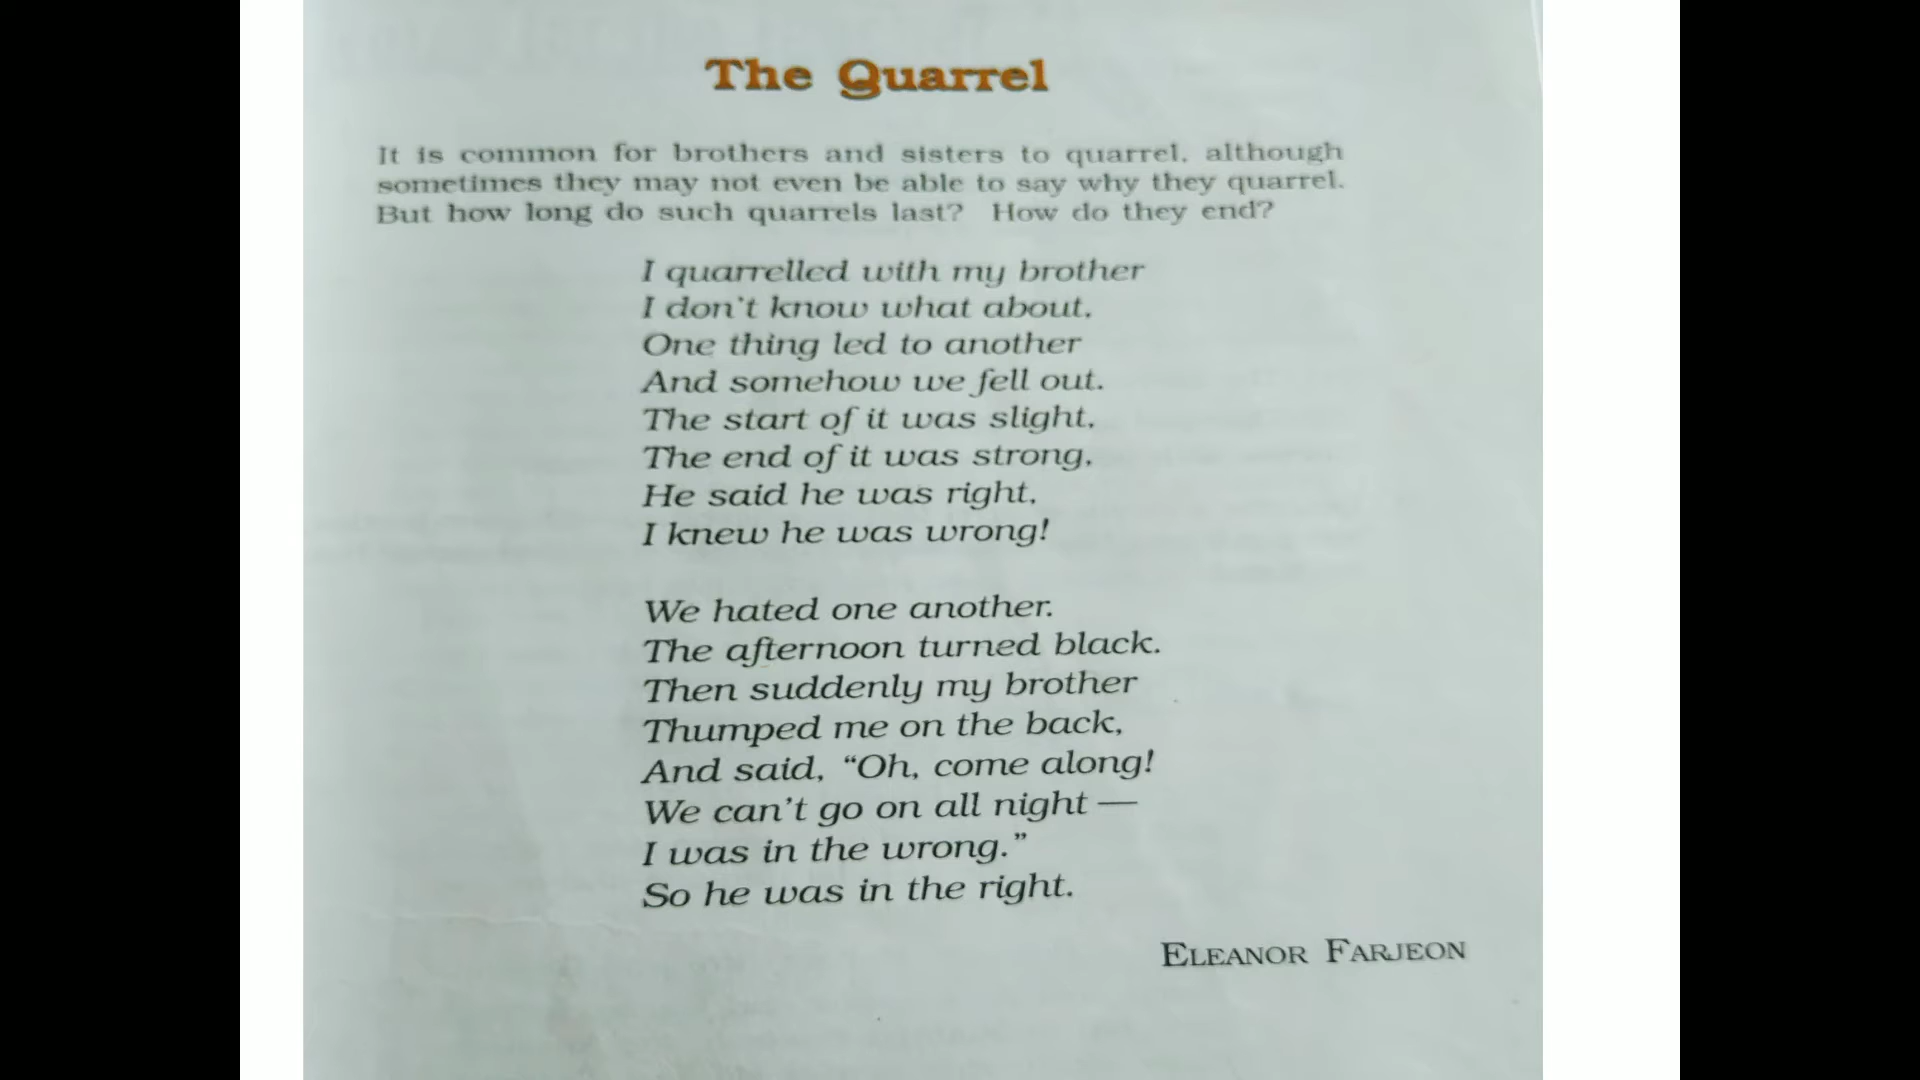 The Quarrel
It is common for brothers and sisters to quarrel, although
sometimes they may not even be able to say why they quarrel.
But how long do such quarrels last? How do they end?
I quarrelled with my brother
I don't know what about,
One thing led to another
And somehow we fell out.
The start of it was slight,
The end of it was strong,
He said he was right,
I knew he was wrong!
We hated one another.
The afternoon turned black.
Then suddenly my brother
Thumped me on the back,
And said, “Oh, come along!
We can't go on all night —
I was in the wrong.”
So he was in the right.
ELEANOR FARJEON